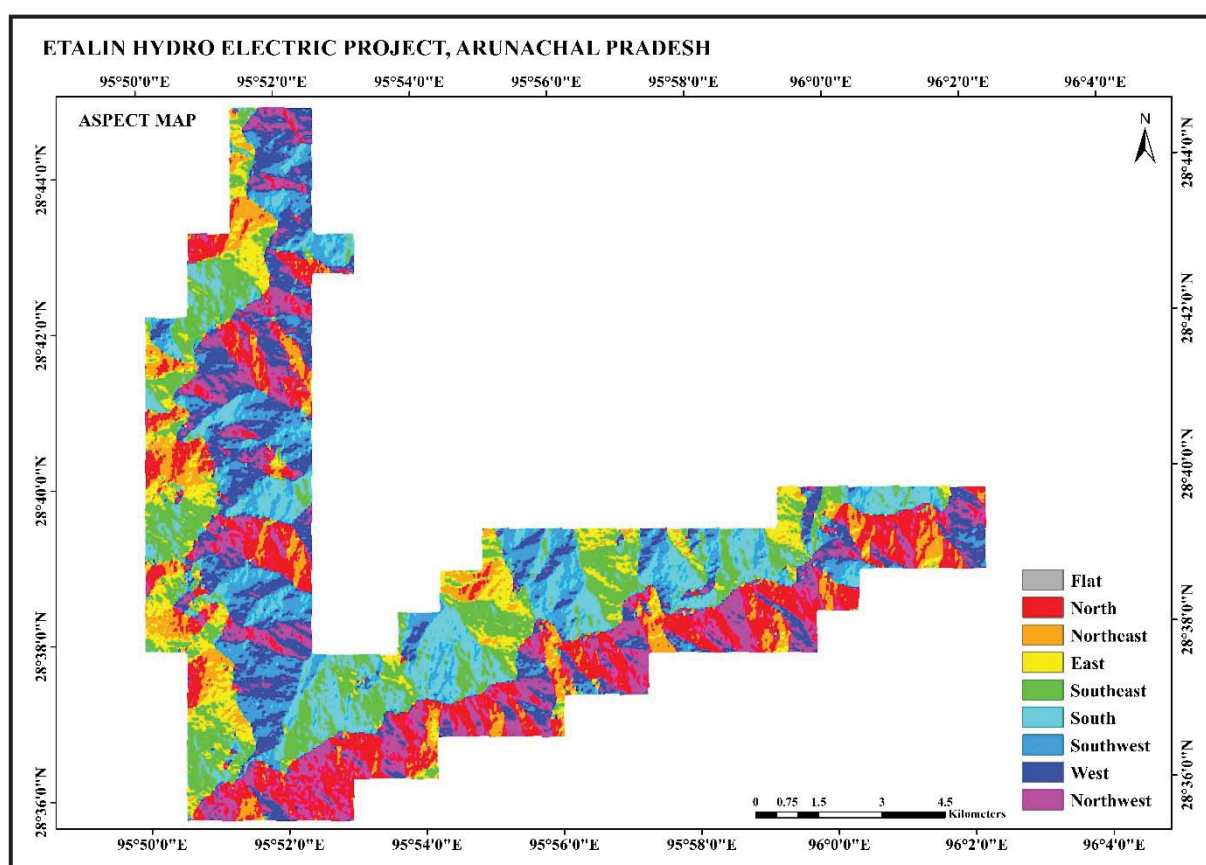 ETALIN HYDRO ELECTRIC PROJECT, ARUNACHAL PRADESH
95°50'0"E 95°52'0"E 95°54'0"E 95°56'0"E 95°58'0"E 96°0'0"E 96°2'0"E 96°4'0"E
ASPECT MAP
N
28°44'0"N 28°44'0"N
28°42'0"N 28°42'0"N
28°40'0"N 28°40'0"N
28°38'0"N 28°38'0"N
28°36'0"N 28°36'0"N
Flat
North
Northeast
East
Southeast
South
Southwest
West
Northwest
0 0.75 1.5 3 4.5
Kilometers
95°50'0"E 95°52'0"E 95°54'0"E 95°56'0"E 95°58'0"E 96°0'0"E 96°2'0"E 96°4'0"E